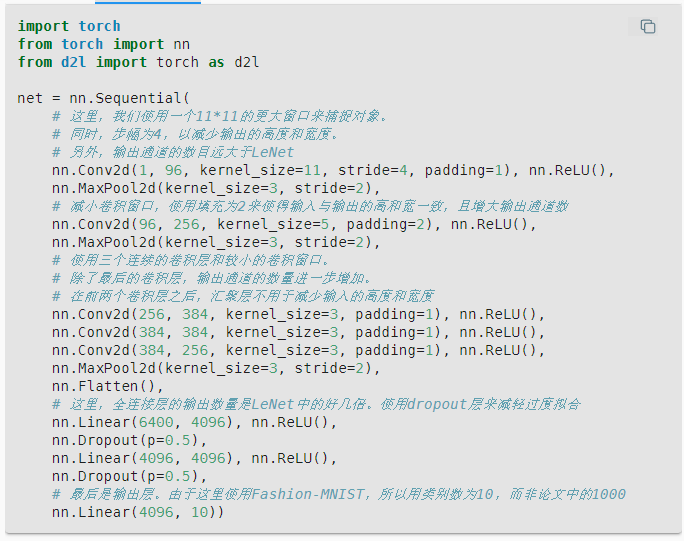 import torch
from torch import nn
from d2l import torch as d2l

net = nn.Sequential(
    # 这里，我们使用一个11*11的更大窗口来捕捉对象。
    # 同时，步幅为4，以减少输出的高度和宽度。
    # 另外，输出通道的数目远大于LeNet
    nn.Conv2d(1, 96, kernel_size=11, stride=4, padding=1), nn.ReLU(),
    nn.MaxPool2d(kernel_size=3, stride=2),
    # 减小卷积窗口，使用填充为2来使得输入与输出的高和宽一致，且增大输出通道数
    nn.Conv2d(96, 256, kernel_size=5, padding=2), nn.ReLU(),
    nn.MaxPool2d(kernel_size=3, stride=2),
    # 使用三个连续的卷积层和较小的卷积窗口。
    # 除了最后的卷积层，输出通道的数量进一步增加。
    # 在前两个卷积层之后，汇聚层不用于减少输入的高度和宽度
    nn.Conv2d(256, 384, kernel_size=3, padding=1), nn.ReLU(),
    nn.Conv2d(384, 384, kernel_size=3, padding=1), nn.ReLU(),
    nn.Conv2d(384, 256, kernel_size=3, padding=1), nn.ReLU(),
    nn.MaxPool2d(kernel_size=3, stride=2),
    nn.Flatten(),
    # 这里，全连接层的输出数量是LeNet中的好几倍。使用dropout层来减轻过度拟合
    nn.Linear(6400, 4096), nn.ReLU(),
    nn.Dropout(p=0.5),
    nn.Linear(4096, 4096), nn.ReLU(),
    nn.Dropout(p=0.5),
    # 最后是输出层。由于这里使用Fashion-MNIST，所以用类别数为10，而非论文中的1000
    nn.Linear(4096, 10))